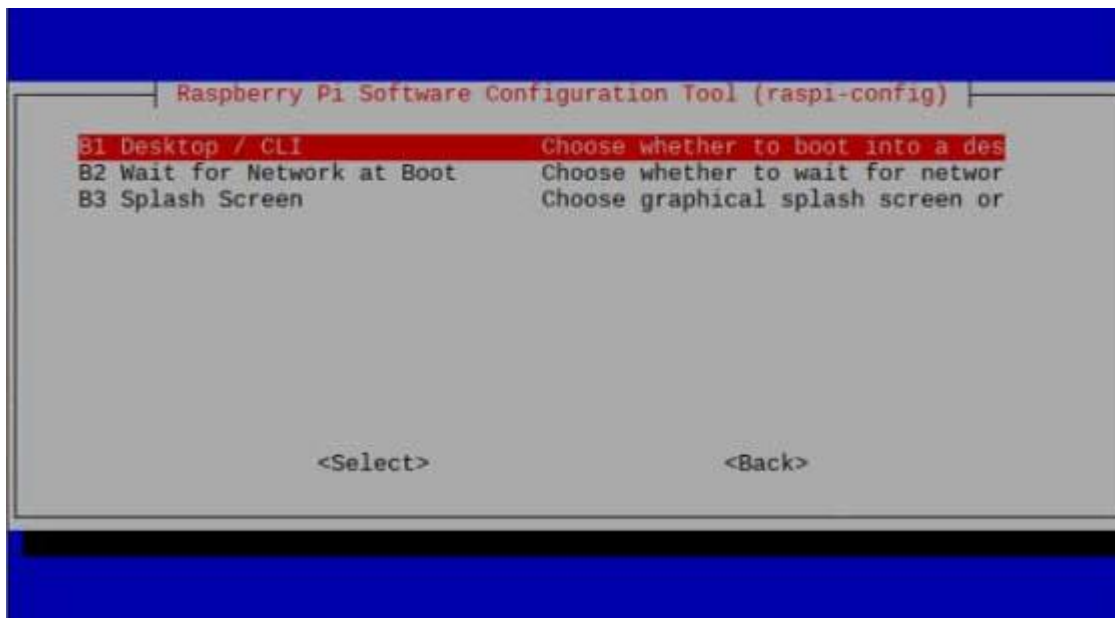 Raspberry Pi Software Configuration Tool (raspi-config)
B1 Desktop / CLI Choose whether to boot into a des
B2 Wait for Network at Boot Choose whether to wait for networ
B3 Splash Screen Choose graphical splash screen or
<Select> <Back>